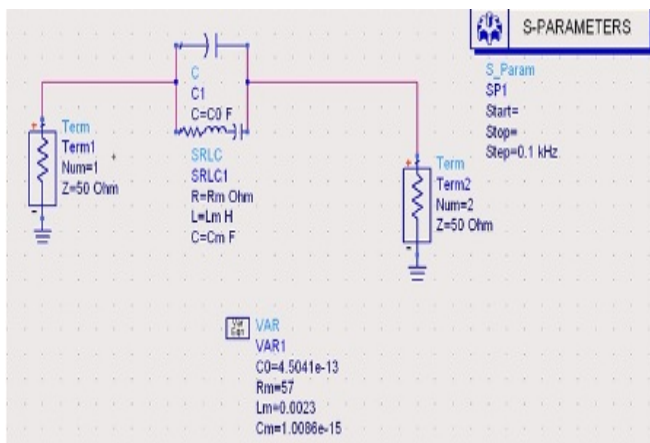 S-PARAMETERS
S_Param
SP1
Start=
Stop=
Step=0.1 kHz
C
C1
C=C0 F
Term
Term1
Num=1
Z=50 Ohm
SRLC
SRLC1
R=Rm Ohm
L=Lm H
C=Cm F
Term
Term2
Num=2
Z=50 Ohm
Var
Eqn
VAR
VAR1
C0=4.5041e-13
Rm=57
Lm=0.0023
Cm=1.0086e-15